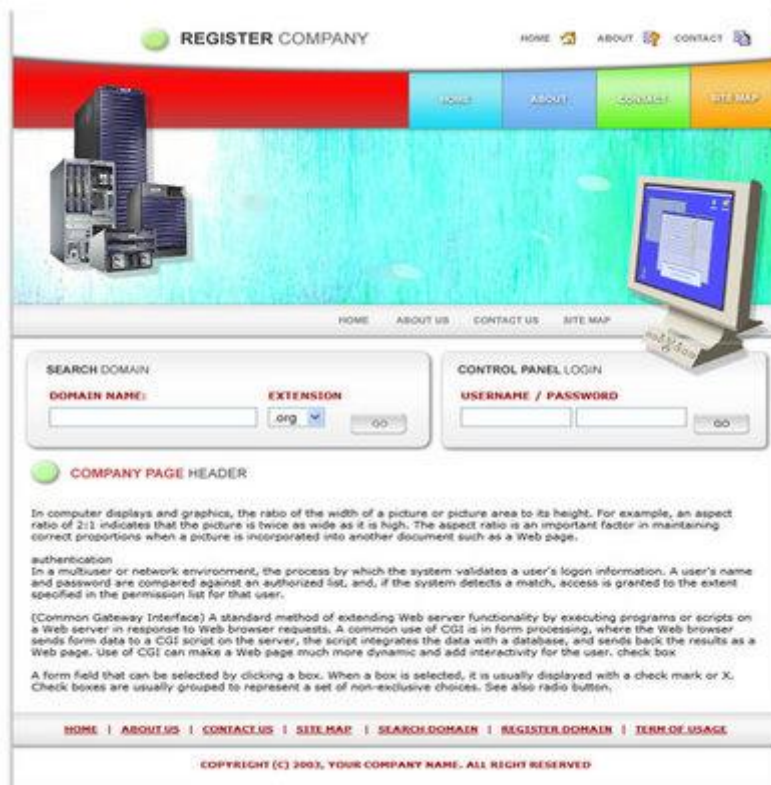 REGISTER COMPANY
HOME ABOUT CONTACT
HOME ABOUT CONTACT SITE MAP
HOME ABOUT US CONTACT US SITE MAP
SEARCH DOMAIN
DOMAIN NAME: EXTENSION
.org GO
CONTROL PANEL LOGIN
USERNAME / PASSWORD
GO
COMPANY PAGE HEADER
In computer displays and graphics, the ratio of the width of a picture or picture area to its height. For example, an aspect
ratio of 2:1 indicates that the picture is twice as wide as it is high. The aspect ratio is an important factor in maintaining
correct proportions when a picture is incorporated into another document such as a Web page.
authentication
In a multiuser or network environment, the process by which the system validates a user's logon information. A user's name
and password are compared against an authorized list, and, if the system detects a match, access is granted to the extent
specified in the permission list for that user.
(Common Gateway Interface) A standard method of extending Web server functionality by executing programs or scripts on
a Web server in response to Web browser requests. A common use of CGI is in form processing, where the Web browser
sends form data to a CGI script on the server, the script integrates the data with a database, and sends back the results as a
Web page. Use of CGI can make a Web page much more dynamic and add interactivity for the user. check box
A form field that can be selected by clicking a box. When a box is selected, it is usually displayed with a check mark or X.
Check boxes are usually grouped to represent a set of non-exclusive choices. See also radio button.
HOME | ABOUT US | CONTACT US | SITE MAP | SEARCH DOMAIN | REGISTER DOMAIN | TERM OF USAGE
COPYRIGHT (C) 2003, YOUR COMPANY NAME. ALL RIGHT RESERVED